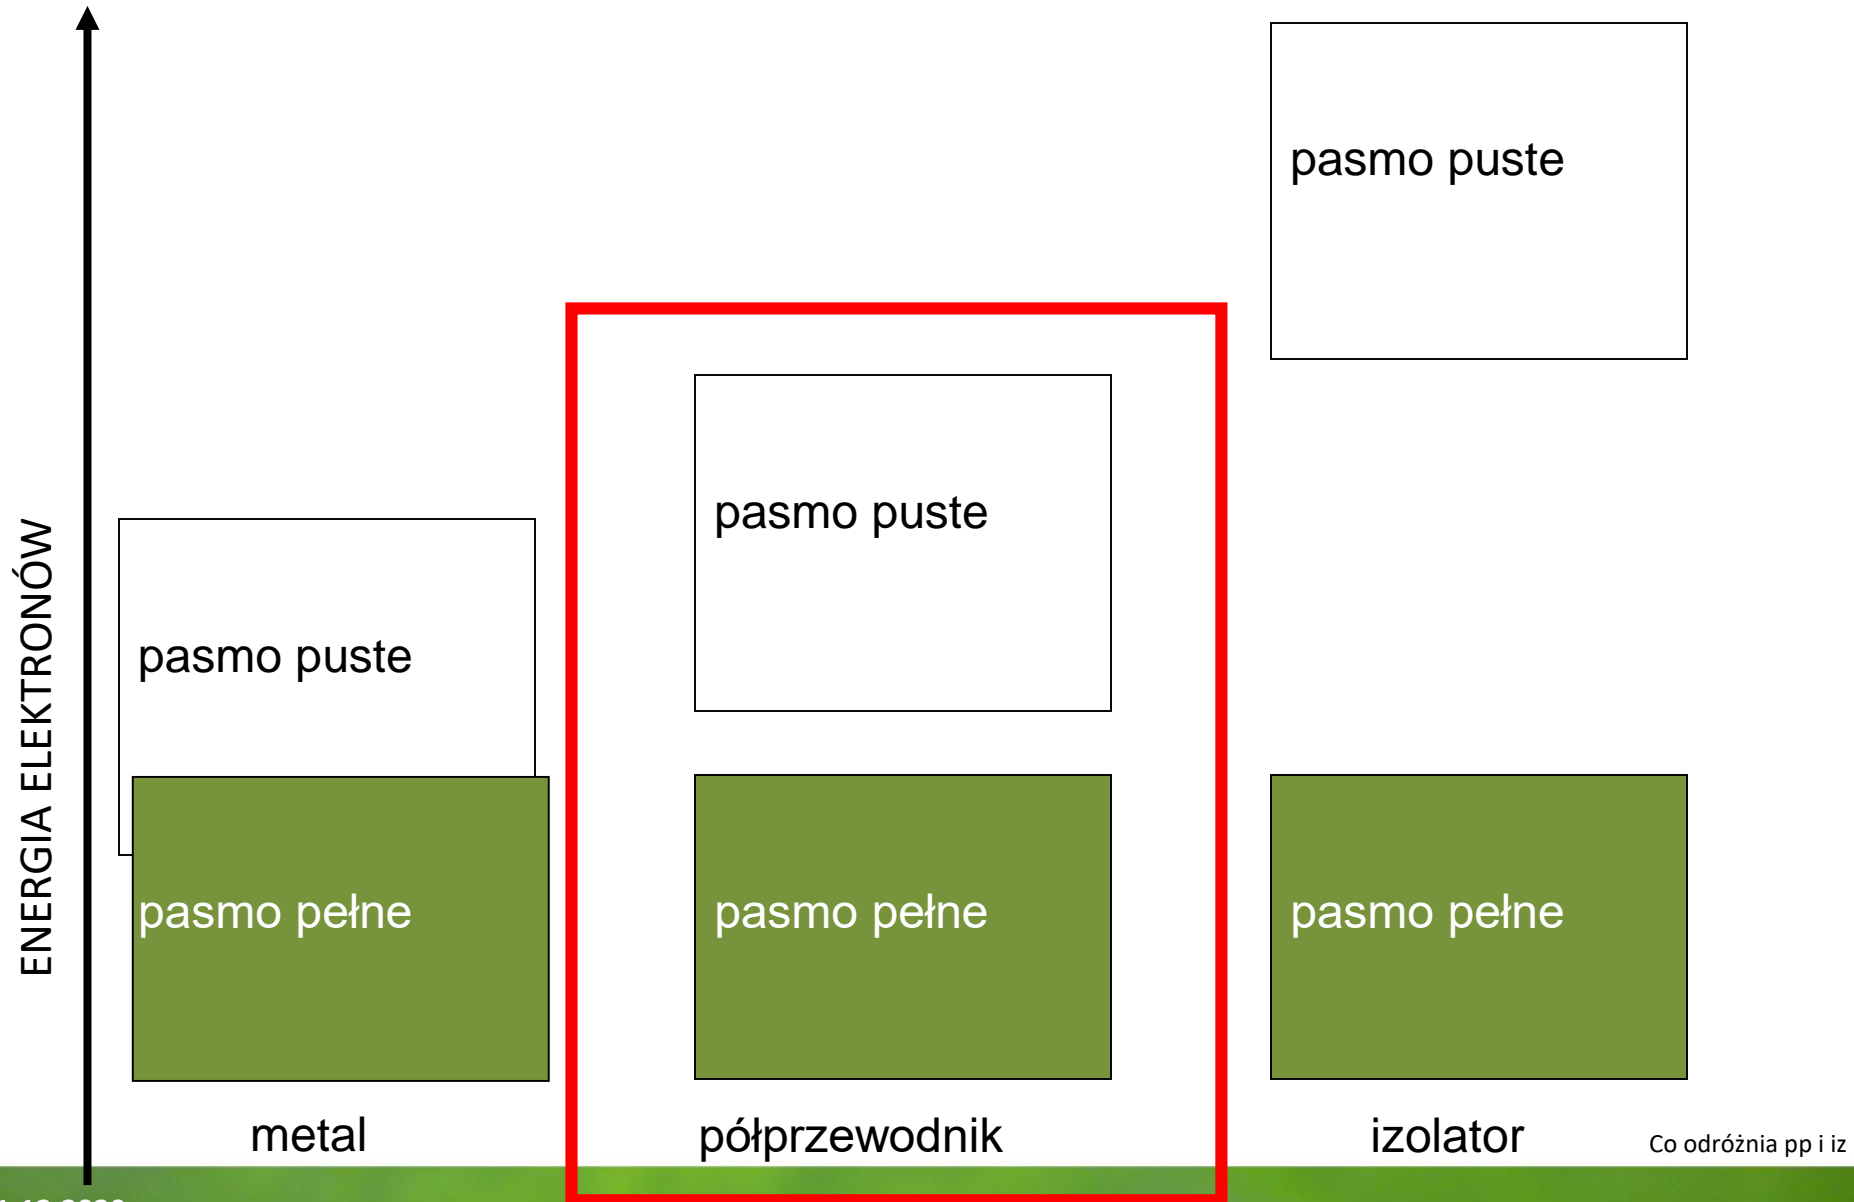 pasmo puste
pasmo puste
pasmo puste
ENERGIA ELEKTRONÓW
pasmo pełne
pasmo pełne
pasmo pełne
metal
półprzewodnik
izolator
Co odróżnia pp i iz